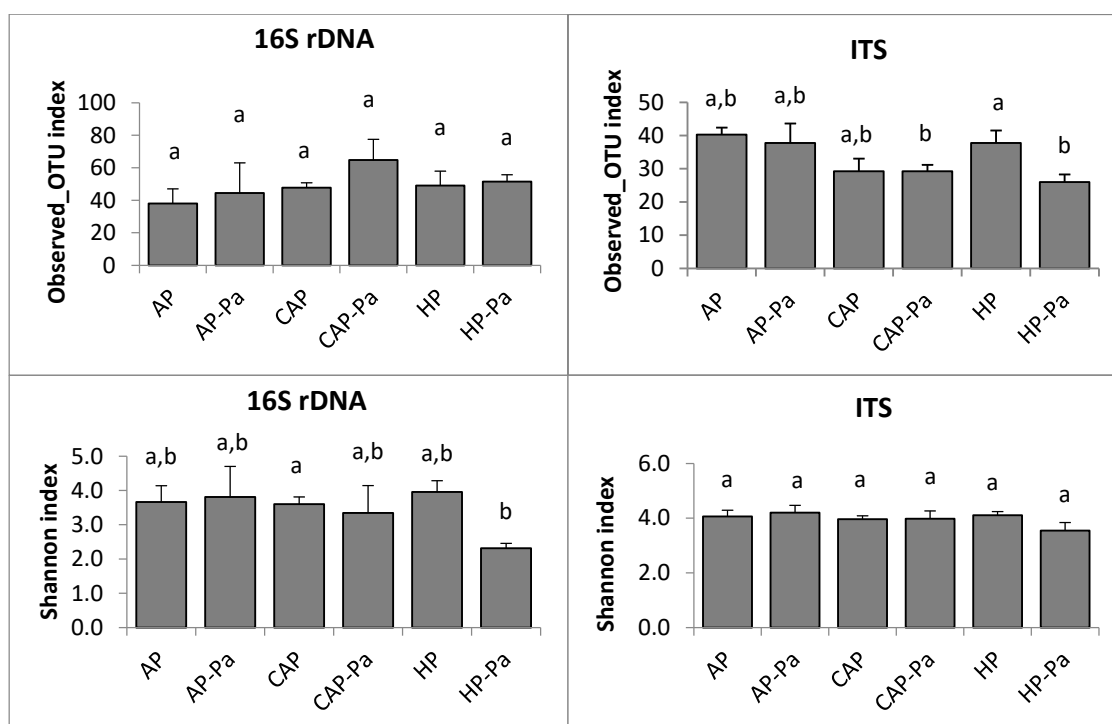 16S rDNA
Observed_OTU index
100
80
60
40
20
0
a a a a a a
AP AP-Pa CAP CAP-Pa HP HP-Pa
ITS
Observed_OTU index
50
40
30
20
10
0
a,b a,b a,b b a b
AP AP-Pa CAP CAP-Pa HP HP-Pa
16S rDNA
Shannon index
5.0
4.0
3.0
2.0
1.0
0.0
a,b a,b a a,b a,b b
AP AP-Pa CAP CAP-Pa HP HP-Pa
ITS
Shannon index
6.0
4.0
2.0
0.0
a a a a a a
AP AP-Pa CAP CAP-Pa HP HP-Pa